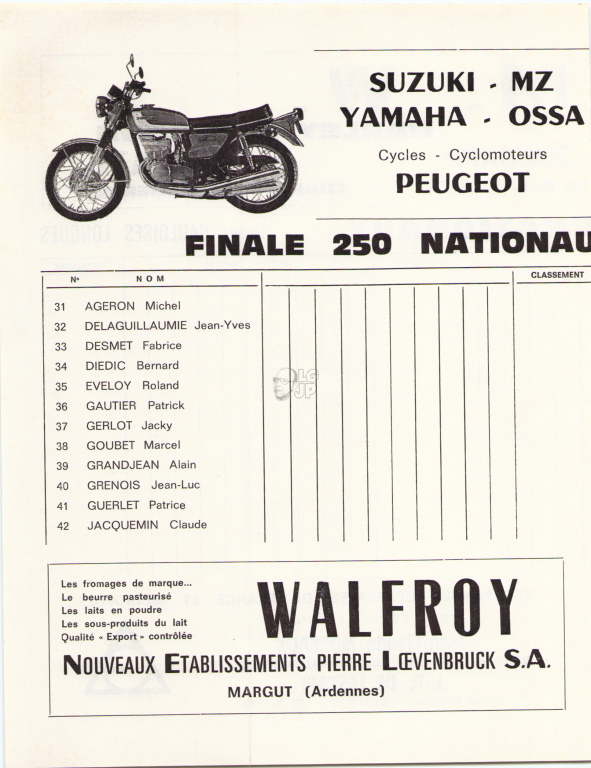 SUZUKI - MZ
YAMAHA - OSSA
Cycles - Cyclomoteurs
PEUGEOT
FINALE 250 NATIONAU
N° NOM CLASSEMENT
31 AGERON Michel
32 DELAGUILLAUMIE Jean-Yves
33 DESMET Fabrice
34 DIEDIC Bernard
35 EVELOY Roland
36 GAUTIER Patrick
37 GERLOT Jacky
38 GOUBET Marcel
39 GRANDJEAN Alain
40 GRENOIS Jean-Luc
41 GUERLET Patrice
42 JACQUEMIN Claude
LG
JP
Les fromages de marque...
Le beurre pasteurisé
Les laits en poudre
Les sous-produits du lait
Qualité « Export » contrôlée
WALFROY
NOUVEAUX ETABLISSEMENTS PIERRE LŒVENBRUCK S.A.
MARGUT (Ardennes)